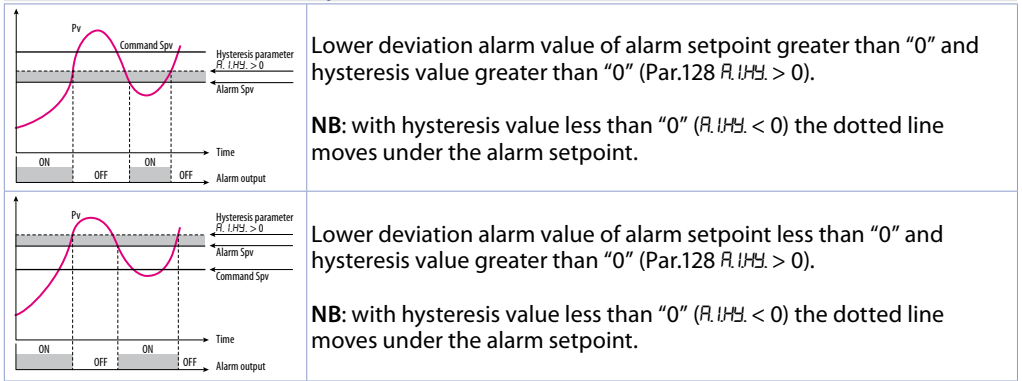 Pv
Command Spv
Hysteresis parameter
A.1.HY. > 0
Alarm Spv
Time
ON
OFF
ON
OFF
Alarm output
Lower deviation alarm value of alarm setpoint greater than “0” and
hysteresis value greater than “0” (Par.128 A.1.HY. > 0).
NB: with hysteresis value less than “0” (A.1.HY. < 0) the dotted line
moves under the alarm setpoint.
Pv
Hysteresis parameter
A.1.HY. > 0
Alarm Spv
Command Spv
Time
ON
OFF
ON
OFF
Alarm output
Lower deviation alarm value of alarm setpoint less than “0” and
hysteresis value greater than “0” (Par.128 A.1.HY. > 0).
NB: with hysteresis value less than “0” (A.1.HY. < 0) the dotted line
moves under the alarm setpoint.